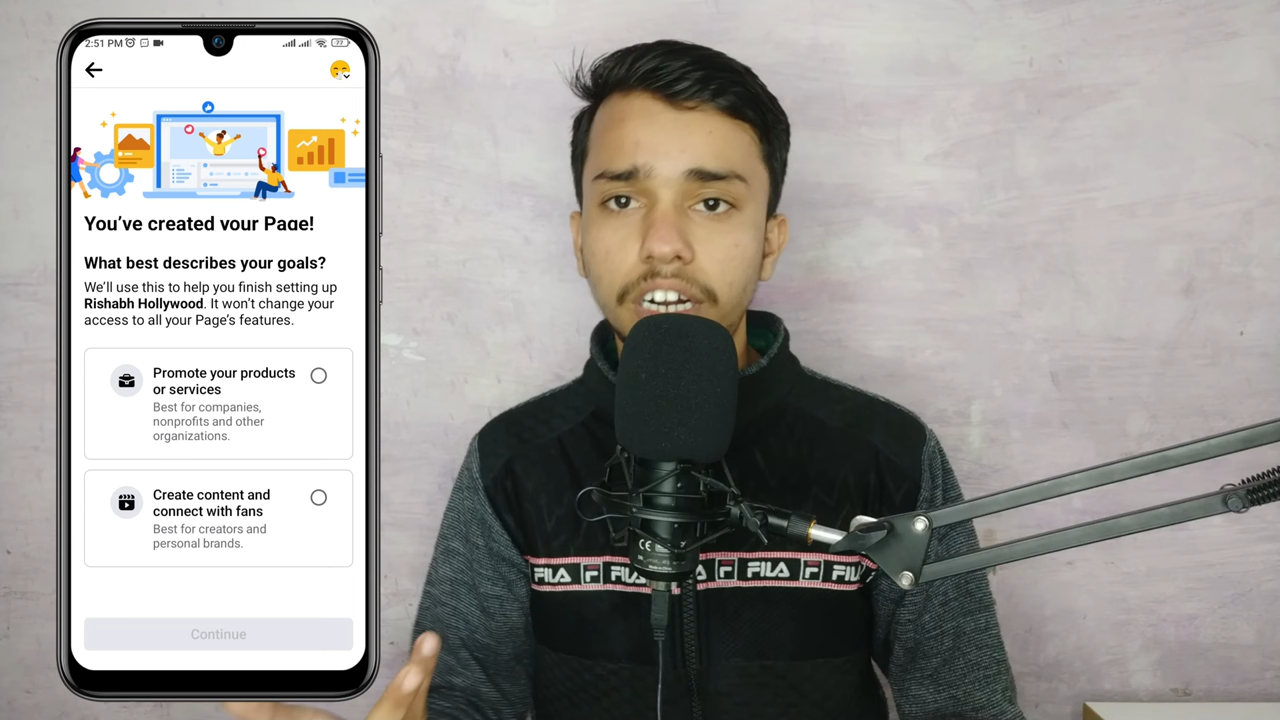 2:51 PM
77
You've created your Page!
What best describes your goals?
We'll use this to help you finish setting up
Rishabh Hollywood. It won't change your
access to all your Page's features.
Promote your products
or services
Best for companies,
nonprofits and other
organizations.
Create content and
connect with fans
Best for creators and
personal brands.
Continue
CE
FILA FILA FILA FILA